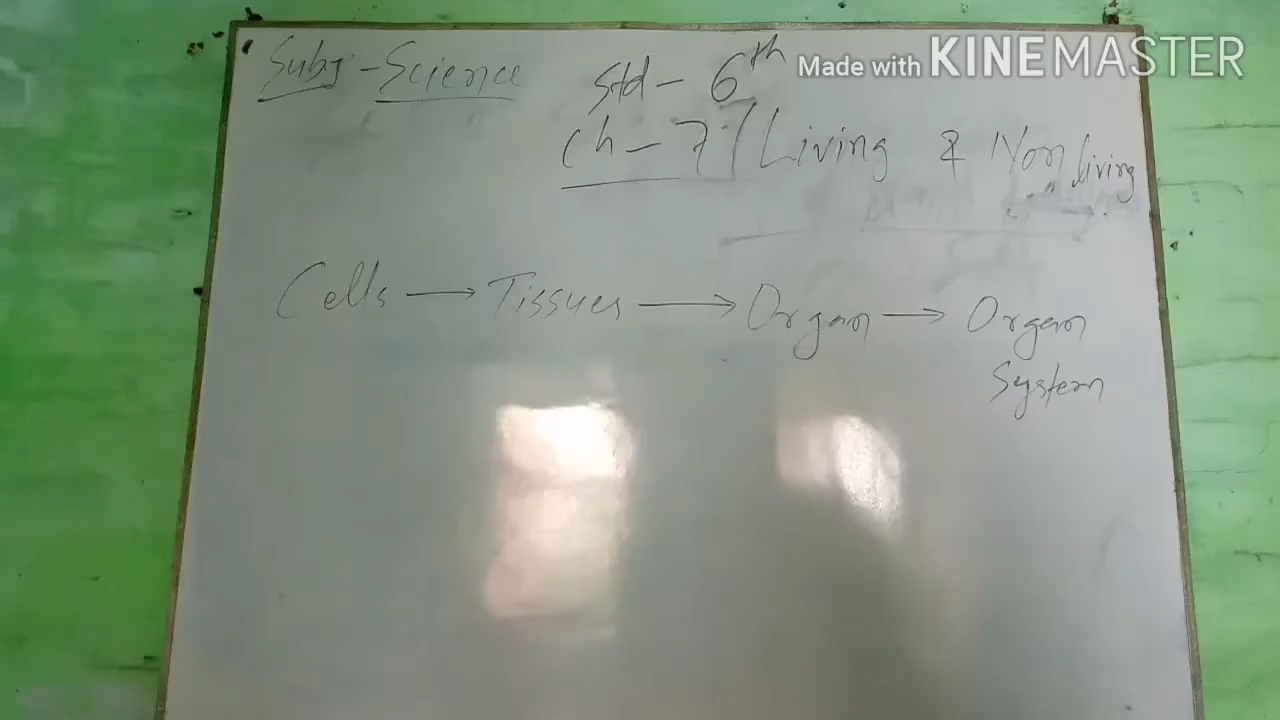 Subj - Science Std - 6th
Made with KINEMASTER
Ch - 7 / Living & Non living
Cells → Tissues → Organ → Organ
System